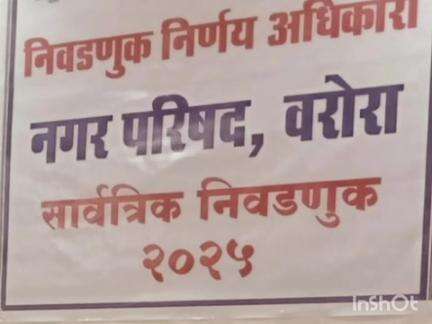 निवडणुक निर्णय अधिकारी
नगर परिषद, वरोरा
सार्वत्रिक निवडणुक
२०२५
InShOt